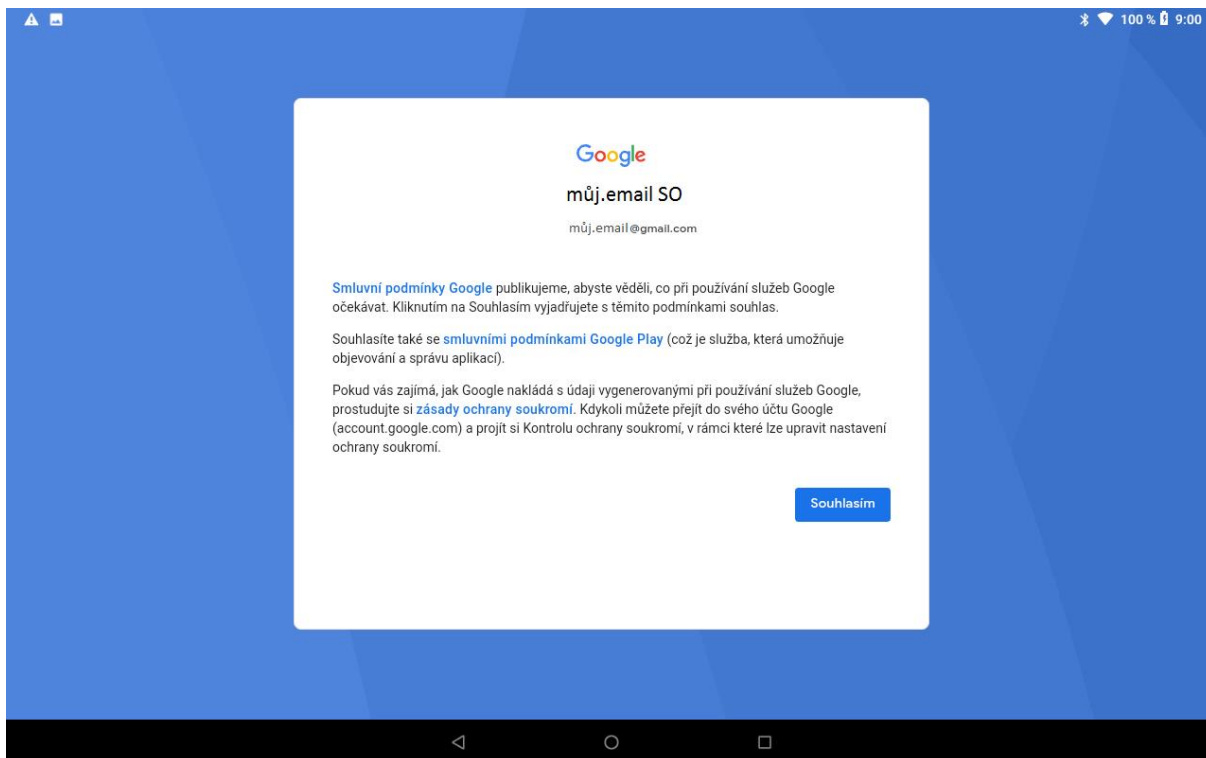 100 % 9:00
Google
můj.email SO
můj.email@gmail.com
Smluvní podmínky Google publikujeme, abyste věděli, co při používání služeb Google
očekávat. Kliknutím na Souhlasím vyjadřujete s těmito podmínkami souhlas.
Souhlasíte také se smluvními podmínkami Google Play (což je služba, která umožňuje
objevování a správu aplikací).
Pokud vás zajímá, jak Google nakládá s údaji vygenerovanými při používání služeb Google,
prostudujte si zásady ochrany soukromí. Kdykoli můžete přejít do svého účtu Google
(account.google.com) a projít si Kontrolu ochrany soukromí, v rámci které lze upravit nastavení
ochrany soukromí.
Souhlasím